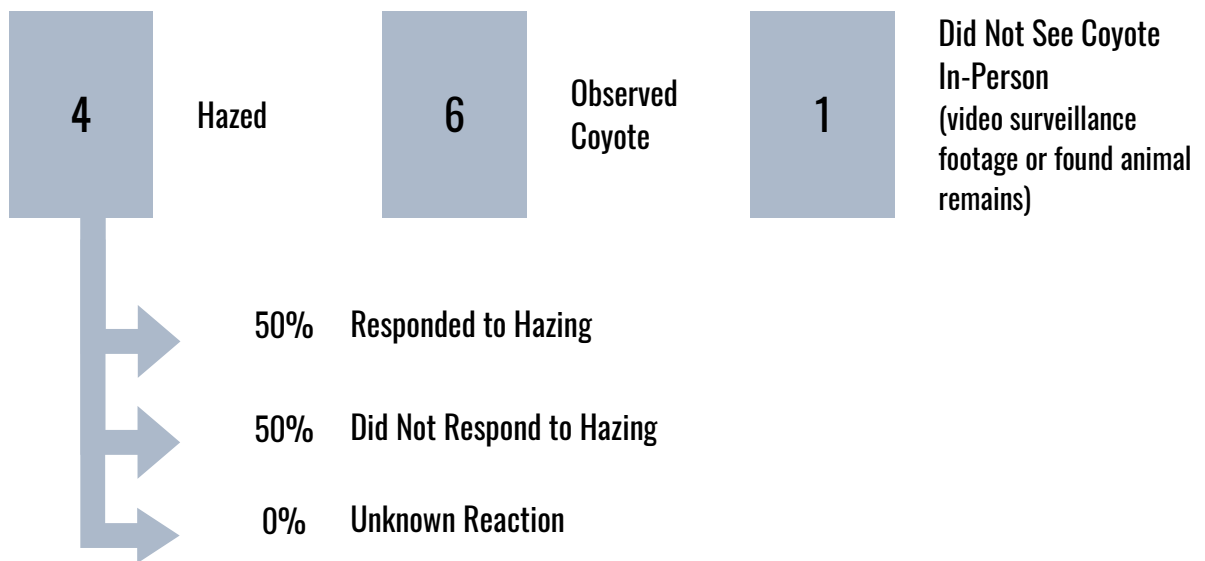 4
Hazed
6
Observed
Coyote
1
Did Not See Coyote
In-Person
(video surveillance
footage or found animal
remains)
50% Responded to Hazing
50% Did Not Respond to Hazing
0% Unknown Reaction